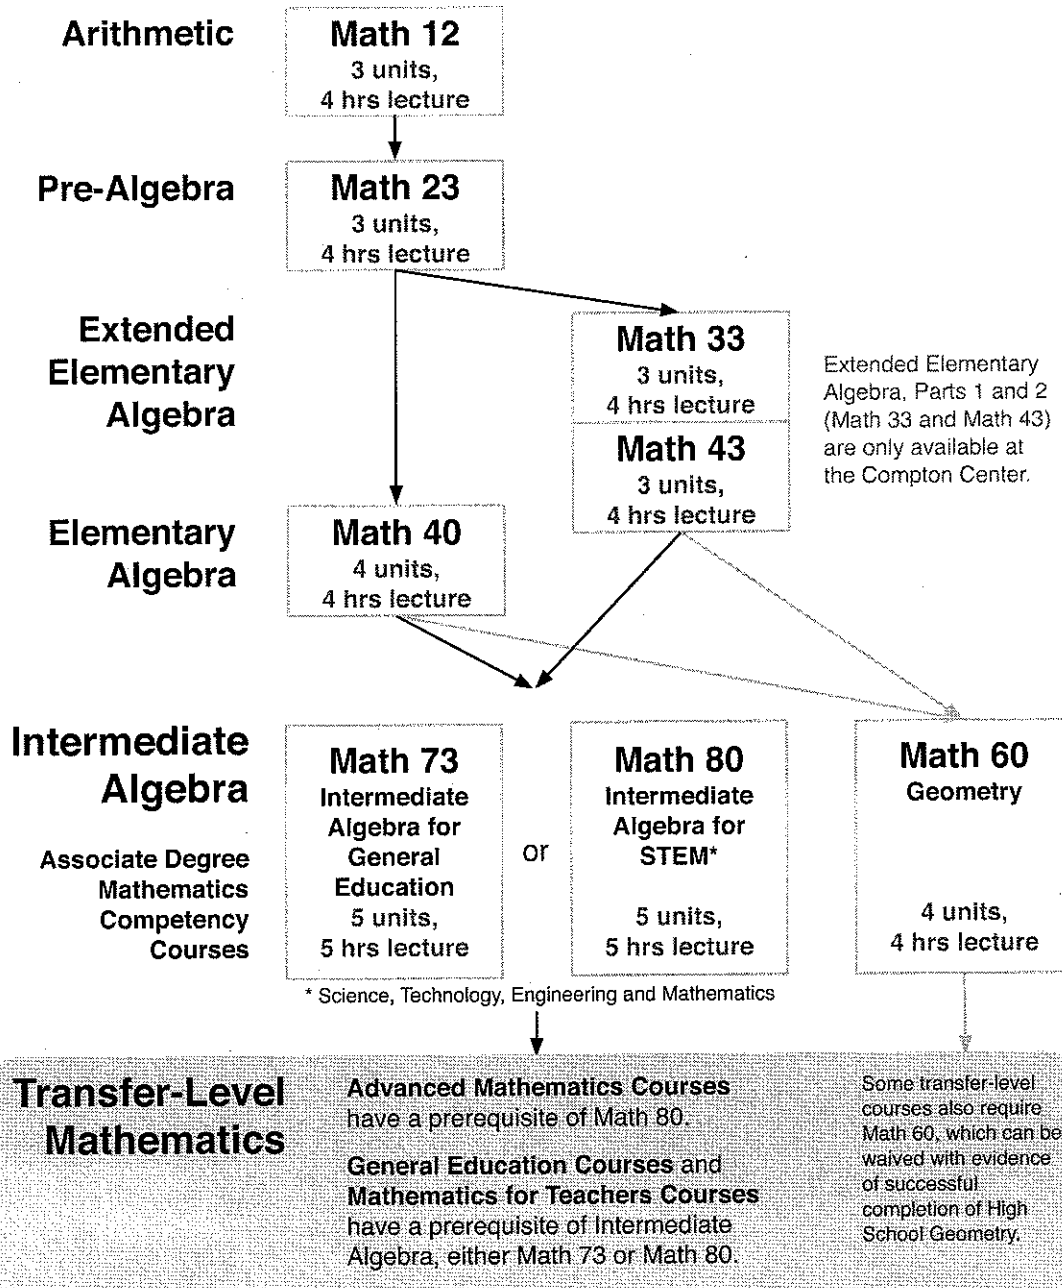 Arithmetic
Math 12
3 units,
4 hrs lecture
Pre-Algebra
Math 23
3 units,
4 hrs lecture
Extended
Elementary
Algebra
Math 33
3 units,
4 hrs lecture
Math 43
3 units,
4 hrs lecture
Extended Elementary
Algebra, Parts 1 and 2
(Math 33 and Math 43)
are only available at
the Compton Center.
Elementary
Algebra
Math 40
4 units,
4 hrs lecture
Intermediate
Algebra
Associate Degree
Mathematics
Competency
Courses
Math 73
Intermediate
Algebra for
General
Education
5 units,
5 hrs lecture
or
Math 80
Intermediate
Algebra for
STEM*
5 units,
5 hrs lecture
Math 60
Geometry
4 units,
4 hrs lecture
* Science, Technology, Engineering and Mathematics
Transfer-Level
Mathematics
Advanced Mathematics Courses
have a prerequisite of Math 80.
General Education Courses and
Mathematics for Teachers Courses
have a prerequisite of Intermediate
Algebra, either Math 73 or Math 80.
Some transfer-level
courses also require
Math 60, which can be
waived with evidence
of successful
completion of High
School Geometry.